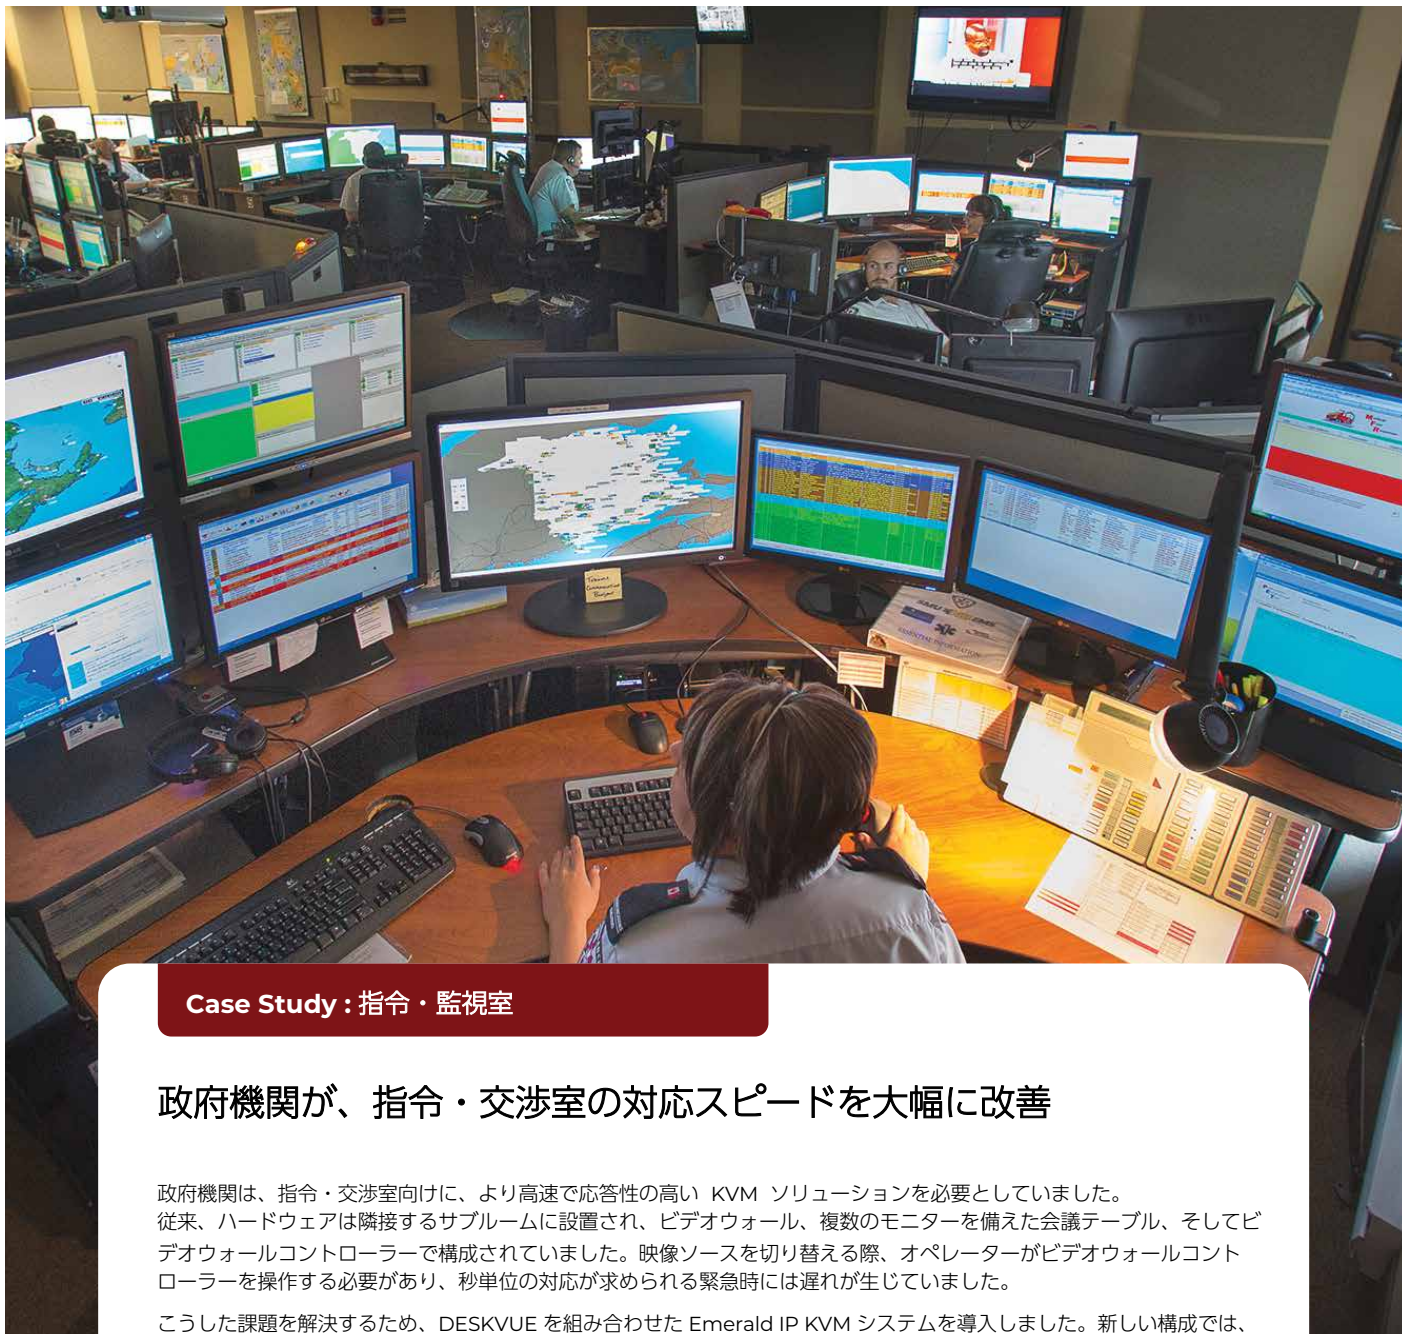 Case Study : 指令・監視室
政府機関が、指令・交渉室の対応スピードを大幅に改善
政府機関は、指令・交渉室向けに、より高速で応答性の高い KVM ソリューションを必要としていました。
従来、ハードウェアは隣接するサブルームに設置され、ビデオウォール、複数のモニターを備えた会議テーブル、そしてビ
デオウォールコントローラーで構成されていました。映像ソースを切り替える際、オペレーターがビデオウォールコント
ローラーを操作する必要があり、秒単位の対応が求められる緊急時には遅れが生じていました。
こうした課題を解決するため、DESKVUE を組み合わせた Emerald IP KVM システムを導入しました。新しい構成では、